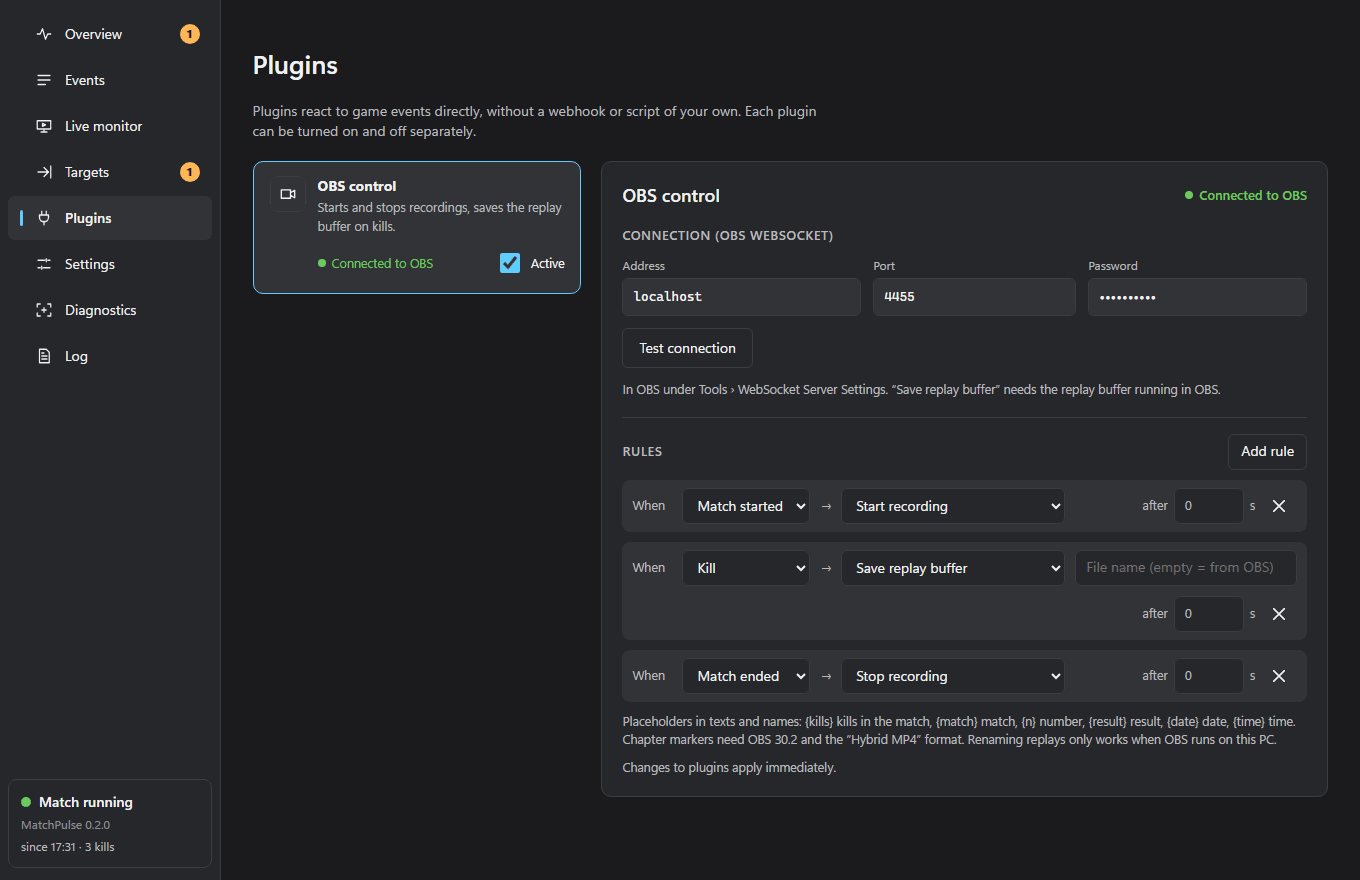 Overview 1
Events
Live monitor
Targets 1
Plugins
Settings
Diagnostics
Log
Match running
MatchPulse 0.2.0
since 17:31 · 3 kills
Plugins
Plugins react to game events directly, without a webhook or script of your own. Each plugin
can be turned on and off separately.
OBS control
Starts and stops recordings, saves the replay
buffer on kills.
Connected to OBS
Active
OBS control
Connected to OBS
CONNECTION (OBS WEBSOCKET)
Address Port Password
localhost 4455 ••••••••••
Test connection
In OBS under Tools › WebSocket Server Settings. “Save replay buffer” needs the replay buffer running in OBS.
RULES
Add rule
When Match started → Start recording after 0 s
When Kill → Save replay buffer File name (empty = from OBS)
after 0 s
When Match ended → Stop recording after 0 s
Placeholders in texts and names: {kills} kills in the match, {match} match, {n} number, {result} result, {date} date, {time} time.
Chapter markers need OBS 30.2 and the “Hybrid MP4” format. Renaming replays only works when OBS runs on this PC.
Changes to plugins apply immediately.